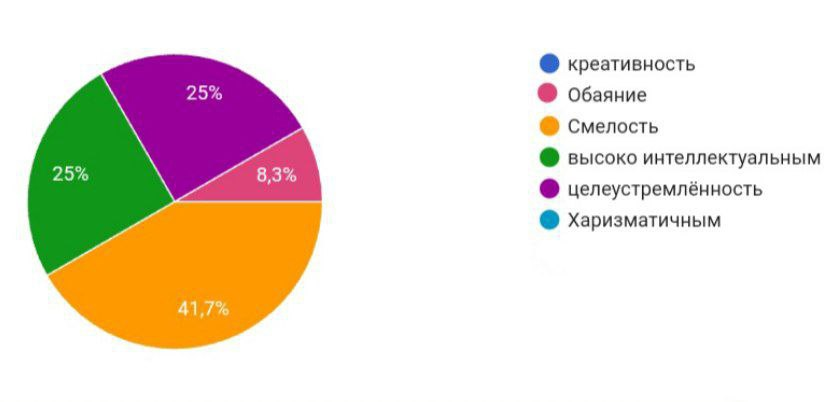 25%
25%
8,3%
41,7%
креативность
Обаяние
Смелость
высоко интеллектуальным
целеустремлённость
Харизматичным